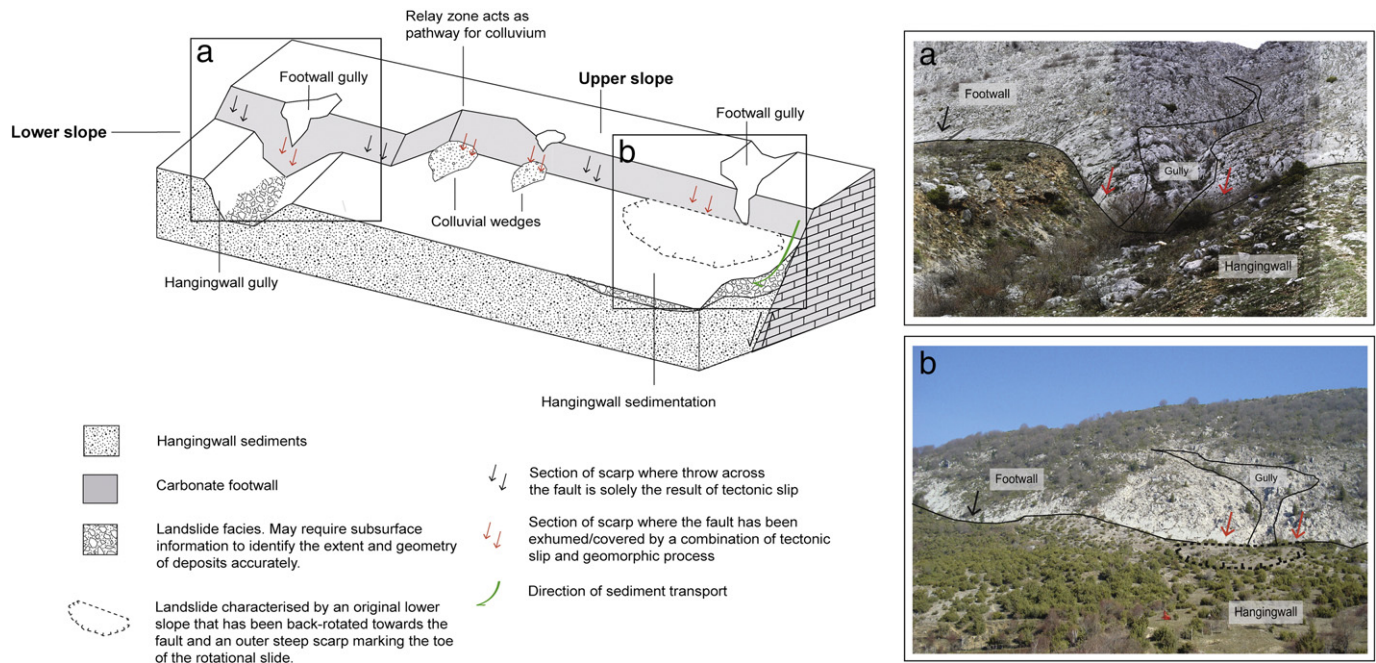 Relay zone acts as
pathway for colluvium
a
Footwall gully
Upper slope
Footwall gully
Lower slope
b
Colluvial wedges
Hangingwall gully
Hangingwall sedimentation
Hangingwall sediments
Carbonate footwall
Landslide facies. May require subsurface
information to identify the extent and geometry
of deposits accurately.
Landslide characterised by an original lower
slope that has been back-rotated towards the
fault and an outer steep scarp marking the toe
of the rotational slide.
Section of scarp where throw across
the fault is solely the result of tectonic slip
Section of scarp where the fault has been
exhumed/covered by a combination of tectonic
slip and geomorphic process
Direction of sediment transport
a
Footwall
Gully
Hangingwall
b
Footwall
Gully
Hangingwall